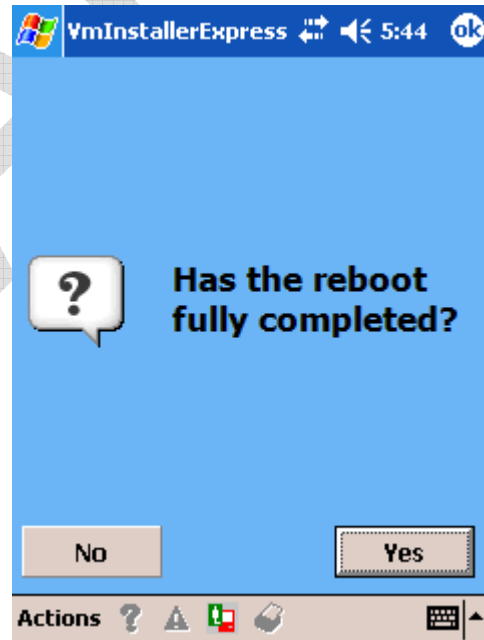 VmInstallerExpress 5:44 ok
?
Has the reboot
fully completed?
No Yes
Actions ?